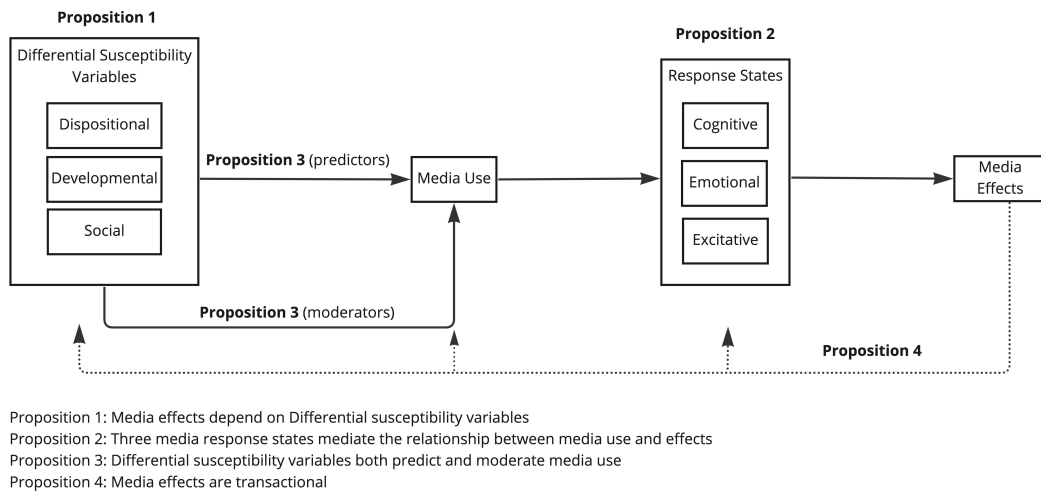 Proposition 1
Differential Susceptibility
Variables
Dispositional
Developmental
Social
Proposition 3 (predictors)
Proposition 3 (moderators)
Media Use
Proposition 2
Response States
Cognitive
Emotional
Excitative
Media
Effects
Proposition 4
Proposition 1: Media effects depend on Differential susceptibility variables
Proposition 2: Three media response states mediate the relationship between media use and effects
Proposition 3: Differential susceptibility variables both predict and moderate media use
Proposition 4: Media effects are transactional